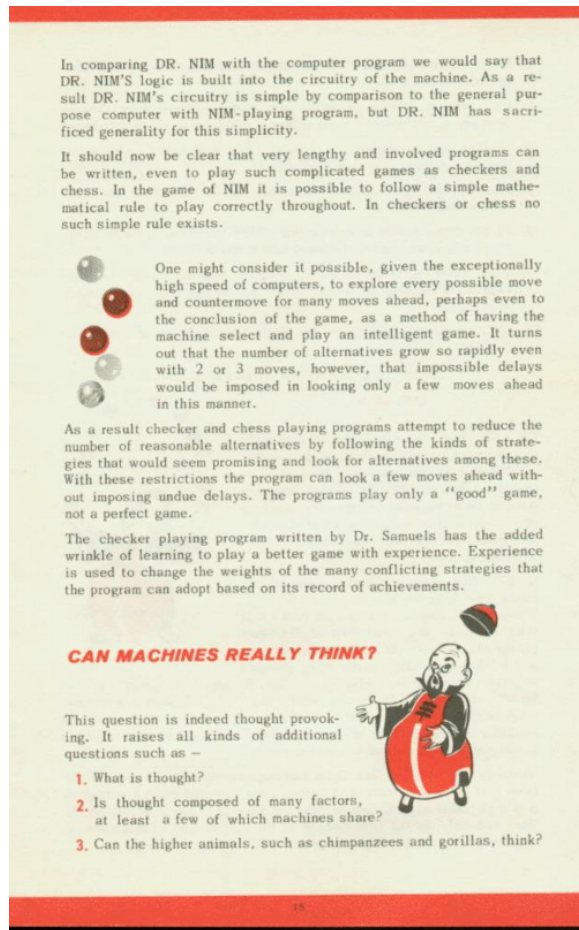 In comparing DR. NIM with the computer program we would say that
DR. NIM'S logic is built into the circuitry of the machine. As a re-
sult DR. NIM's circuitry is simple by comparison to the general pur-
pose computer with NIM-playing program, but DR. NIM has sacri-
ficed generality for this simplicity.
It should now be clear that very lengthy and involved programs can
be written, even to play such complicated games as checkers and
chess. In the game of NIM it is possible to follow a simple mathe-
matical rule to play correctly throughout. In checkers or chess no
such simple rule exists.
One might consider it possible, given the exceptionally
high speed of computers, to explore every possible move
and countermove for many moves ahead, perhaps even to
the conclusion of the game, as a method of having the
machine select and play an intelligent game. It turns
out that the number of alternatives grow so rapidly even
with 2 or 3 moves, however, that impossible delays
would be imposed in looking only a few moves ahead
in this manner.
As a result checker and chess playing programs attempt to reduce the
number of reasonable alternatives by following the kinds of strate-
gies that would seem promising and look for alternatives among these.
With these restrictions the program can look a few moves ahead with-
out imposing undue delays. The programs play only a "good" game,
not a perfect game.
The checker playing program written by Dr. Samuels has the added
wrinkle of learning to play a better game with experience. Experience
is used to change the weights of the many conflicting strategies that
the program can adopt based on its record of achievements.
CAN MACHINES REALLY THINK?
This question is indeed thought provok-
ing. It raises all kinds of additional
questions such as –
1. What is thought?
2. Is thought composed of many factors,
at least a few of which machines share?
3. Can the higher animals, such as chimpanzees and gorillas, think?